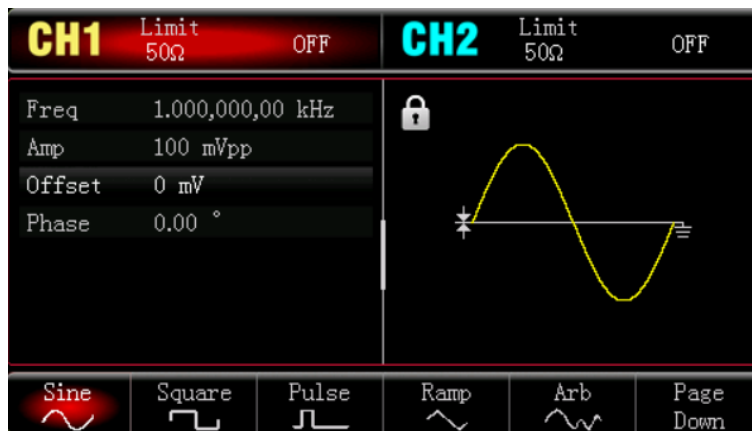 CH1 Limit 50Ω OFF
CH2 Limit 50Ω OFF
Freq 1.000,000,00 kHz
Amp 100 mVpp
Offset 0 mV
Phase 0.00 °
Sine
Square
Pulse
Ramp
Arb
Page Down